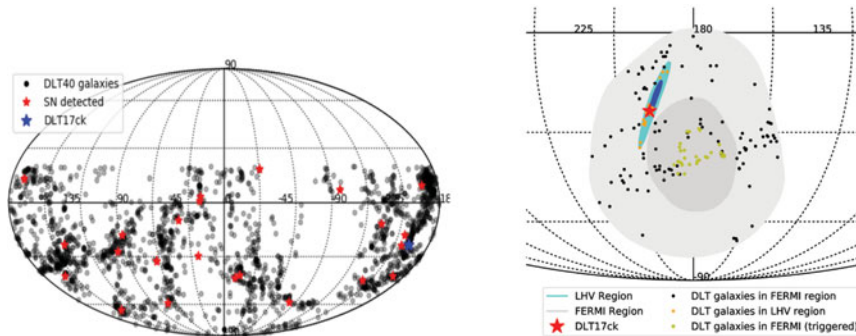 90
DLT40 galaxies
SN detected
DLT17ck
135
90
45
0
-45
-90
225
180
135
-90
LHV Region
FERMI Region
DLT17ck
DLT galaxies in FERMI region
DLT galaxies in LHV region
DLT galaxies in FERMI (triggered)